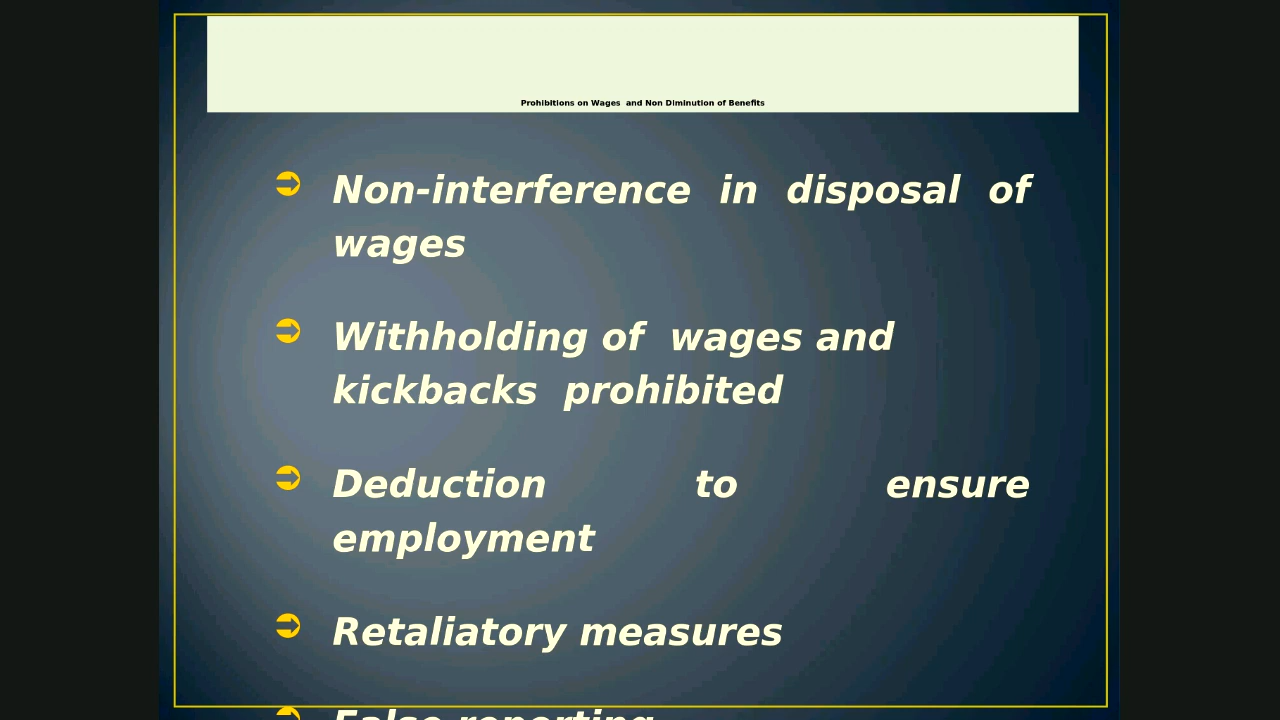 Prohibitions on Wages and Non Diminution of Benefits
Non-interference in disposal of
wages
Withholding of wages and
kickbacks prohibited
Deduction to ensure
employment
Retaliatory measures
False reporting